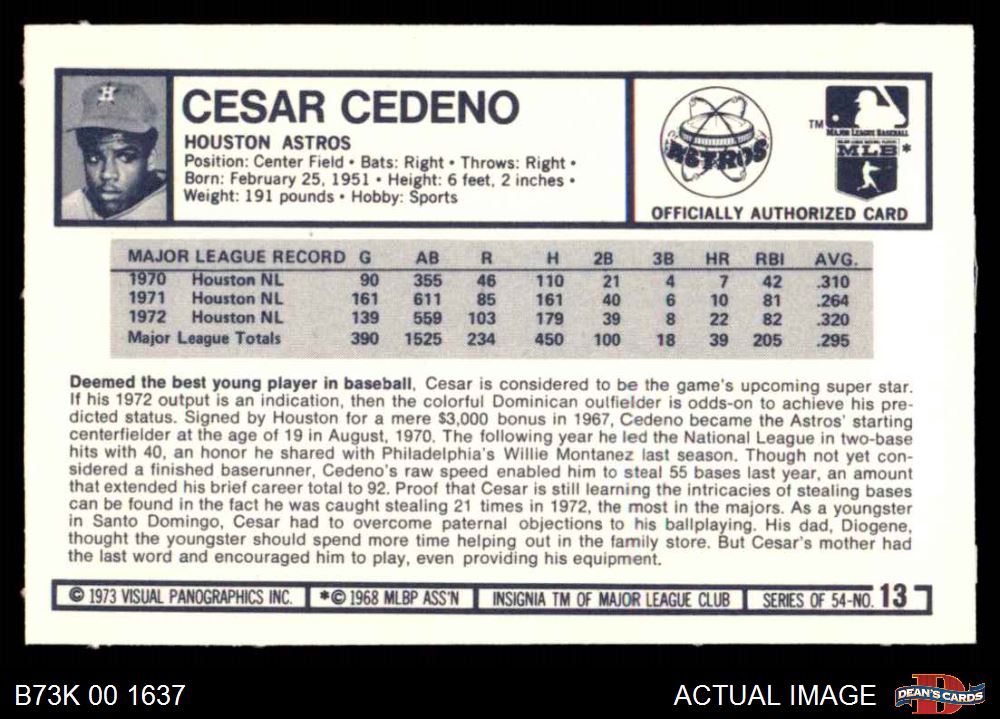 H
CESAR CEDENO
HOUSTON ASTROS
Position: Center Field • Bats: Right • Throws: Right •
Born: February 25, 1951 • Height: 6 feet, 2 inches •
Weight: 191 pounds • Hobby: Sports
ASTROS
TM
MAJOR LEAGUE BASEBALL
MLB *
OFFICIALLY AUTHORIZED CARD
MAJOR LEAGUE RECORD G AB R H 2B 3B HR RBI AVG.
1970 Houston NL 90 355 46 110 21 4 7 42 .310
1971 Houston NL 161 611 85 161 40 6 10 81 .264
1972 Houston NL 139 559 103 179 39 8 22 82 .320
Major League Totals 390 1525 234 450 100 18 39 205 .295
Deemed the best young player in baseball, Cesar is considered to be the game's upcoming super star.
If his 1972 output is an indication, then the colorful Dominican oulfielder is odds-on to achieve his pre-
dicted status. Signed by Houston for a mere $3,000 bonus in 1967, Cedeno became the Astros' starting
centerfielder at the age of 19 in August, 1970. The following year he led the National League in two-base
hits with 40, an honor he shared with Philadelphia's Willie Montanez last season. Though not yet con-
sidered a finished baserunner, Cedeno's raw speed enabled him to steal 55 bases last year, an amount
that extended his brief career total to 92. Proof that Cesar is still learning the intricacies of stealing bases
can be found in the fact he was caught stealing 21 times in 1972, the most in the majors. As a youngster
in Santo Domingo, Cesar had to overcome paternal objections to his ballplaying. His dad, Diogene,
thought the youngster should spend more time helping out in the family store. But Cesar's mother had
the last word and encouraged him to play, even providing his equipment.
© 1973 VISUAL PANOGRAPHICS INC. *© 1968 MLBP ASS'N INSIGNIA TM OF MAJOR LEAGUE CLUB SERIES OF 54-NO. 13
B73K 00 1637
ACTUAL IMAGE
D
DEAN'S CARDS